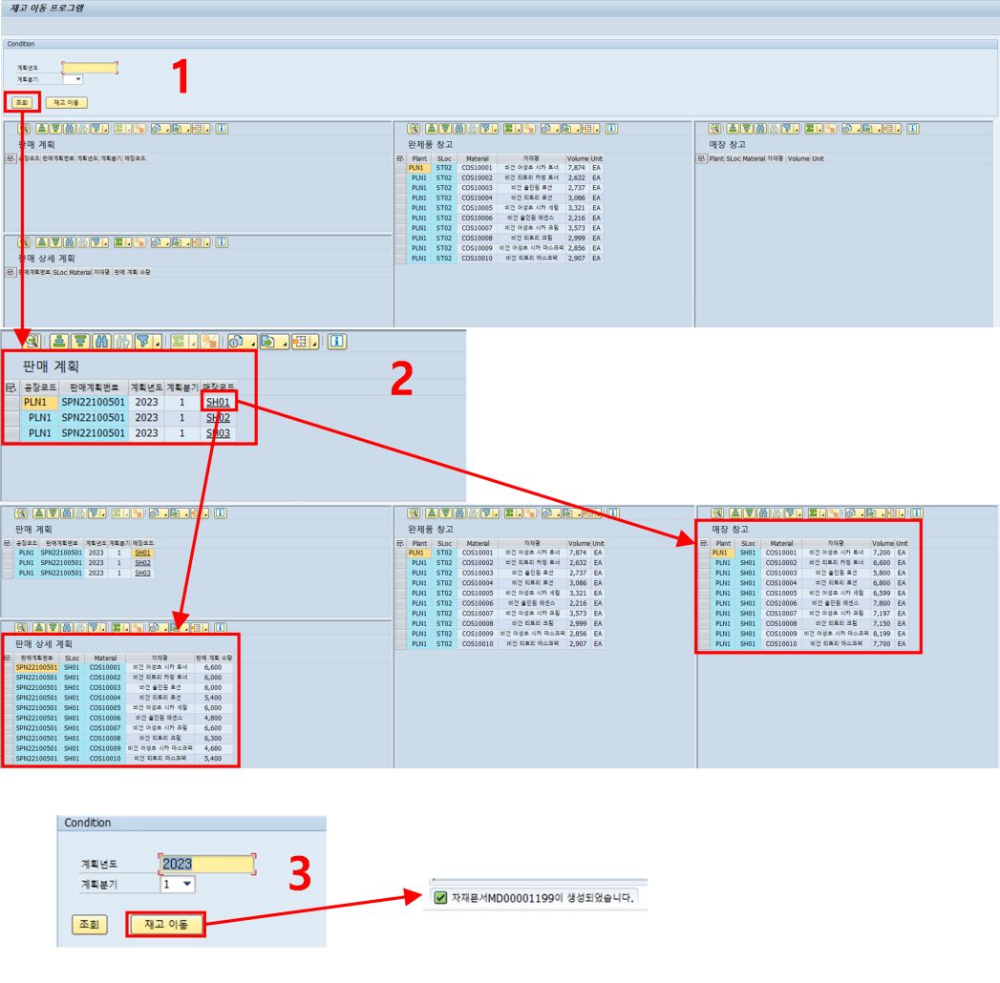 재고 이동 프로그램
Condition
계획년도
계획분기
조회 재고 이동
1
판매 계획
공장코드 판매계획번호 계획년도 계획분기 매장코드
판매 상세 계획
판매계획번호 SLoc Material 자재명 판매 계획 수량
완제품 창고
Plant SLoc Material 자재명 Volume Unit
PLN1 ST02 COS10001 비건 어성초 시카 토너 7,874 EA
PLN1 ST02 COS10002 비건 티트리 카밍 토너 2,632 EA
PLN1 ST02 COS10003 비건 올인원 로션 2,737 EA
PLN1 ST02 COS10004 비건 티트리 로션 3,086 EA
PLN1 ST02 COS10005 비건 어성초 시카 세럼 3,321 EA
PLN1 ST02 COS10006 비건 올인원 에센스 2,216 EA
PLN1 ST02 COS10007 비건 어성초 시카 크림 3,573 EA
PLN1 ST02 COS10008 비건 티트리 크림 2,999 EA
PLN1 ST02 COS10009 비건 어성초 시카 마스크팩 2,856 EA
PLN1 ST02 COS10010 비건 티트리 마스크팩 2,907 EA
매장 창고
Plant SLoc Material 자재명 Volume Unit
판매 계획
2
공장코드 판매계획번호 계획년도 계획분기 매장코드
PLN1 SPN22100501 2023 1 SH01
PLN1 SPN22100501 2023 1 SH02
PLN1 SPN22100501 2023 1 SH03
판매 계획
공장코드 판매계획번호 계획년도 계획분기 매장코드
PLN1 SPN22100501 2023 1 SH01
PLN1 SPN22100501 2023 1 SH02
PLN1 SPN22100501 2023 1 SH03
판매 상세 계획
판매계획번호 SLoc Material 자재명 판매 계획 수량
SPN22100501 SH01 COS10001 비건 어성초 시카 토너 6,600
SPN22100501 SH01 COS10002 비건 티트리 카밍 토너 6,000
SPN22100501 SH01 COS10003 비건 올인원 로션 6,000
SPN22100501 SH01 COS10004 비건 티트리 로션 5,400
SPN22100501 SH01 COS10005 비건 어성초 시카 세럼 6,000
SPN22100501 SH01 COS10006 비건 올인원 에센스 4,800
SPN22100501 SH01 COS10007 비건 어성초 시카 크림 6,600
SPN22100501 SH01 COS10008 비건 티트리 크림 6,300
SPN22100501 SH01 COS10009 비건 어성초 시카 마스크팩 4,680
SPN22100501 SH01 COS10010 비건 티트리 마스크팩 5,400
완제품 창고
Plant SLoc Material 자재명 Volume Unit
PLN1 ST02 COS10001 비건 어성초 시카 토너 7,874 EA
PLN1 ST02 COS10002 비건 티트리 카밍 토너 2,632 EA
PLN1 ST02 COS10003 비건 올인원 로션 2,737 EA
PLN1 ST02 COS10004 비건 티트리 로션 3,086 EA
PLN1 ST02 COS10005 비건 어성초 시카 세럼 3,321 EA
PLN1 ST02 COS10006 비건 올인원 에센스 2,216 EA
PLN1 ST02 COS10007 비건 어성초 시카 크림 3,573 EA
PLN1 ST02 COS10008 비건 티트리 크림 2,999 EA
PLN1 ST02 COS10009 비건 어성초 시카 마스크팩 2,856 EA
PLN1 ST02 COS10010 비건 티트리 마스크팩 2,907 EA
매장 창고
Plant SLoc Material 자재명 Volume Unit
PLN1 SH01 COS10001 비건 어성초 시카 토너 7,200 EA
PLN1 SH01 COS10002 비건 티트리 카밍 토너 6,600 EA
PLN1 SH01 COS10003 비건 올인원 로션 5,800 EA
PLN1 SH01 COS10004 비건 티트리 로션 6,800 EA
PLN1 SH01 COS10005 비건 어성초 시카 세럼 6,599 EA
PLN1 SH01 COS10006 비건 올인원 에센스 7,800 EA
PLN1 SH01 COS10007 비건 어성초 시카 크림 7,197 EA
PLN1 SH01 COS10008 비건 티트리 크림 7,150 EA
PLN1 SH01 COS10009 비건 어성초 시카 마스크팩 8,199 EA
PLN1 SH01 COS10010 비건 티트리 마스크팩 7,700 EA
Condition
계획년도 2023
계획분기 1
3
조회 재고 이동
자재문서MD00001199이 생성되었습니다.